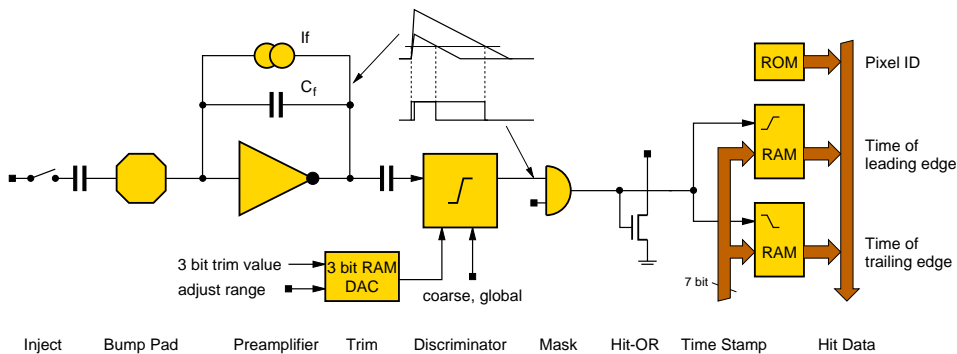 If
C_f
ROM
Pixel ID
RAM
Time of
leading edge
RAM
Time of
trailing edge
3 bit trim value
adjust range
3 bit RAM
DAC
coarse, global
7 bit
Inject Bump Pad Preamplifier Trim Discriminator Mask Hit-OR Time Stamp Hit Data